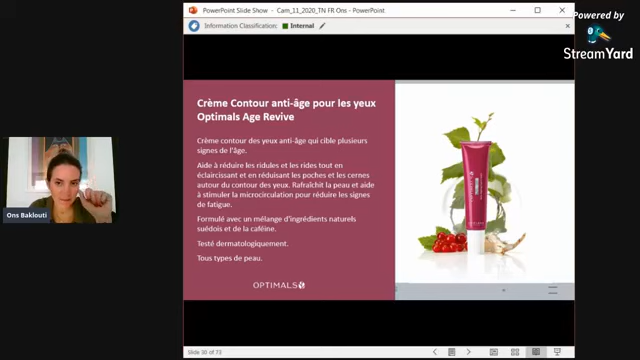 PowerPoint Slide Show - Cam_11_2020_TN FR Ons - PowerPoint
Information Classification: Internal
Powered by
StreamYard
Crème Contour anti-âge pour les yeux
Optimals Age Revive
Crème contour des yeux anti-âge qui cible plusieurs
signes de l'âge.
Aide à réduire les ridules et les rides tout en
éclaircissant et en réduisant les poches et les cernes
autour du contour des yeux. Rafraîchit la peau et aide
à stimuler la microcirculation pour réduire les signes
de fatigue.
Formulé avec un mélange d'ingrédients naturels
suédois et de la caféine.
Testé dermatologiquement.
Tous types de peau.
OPTIMALS
Ons Baklouti
Slide 30 of 73